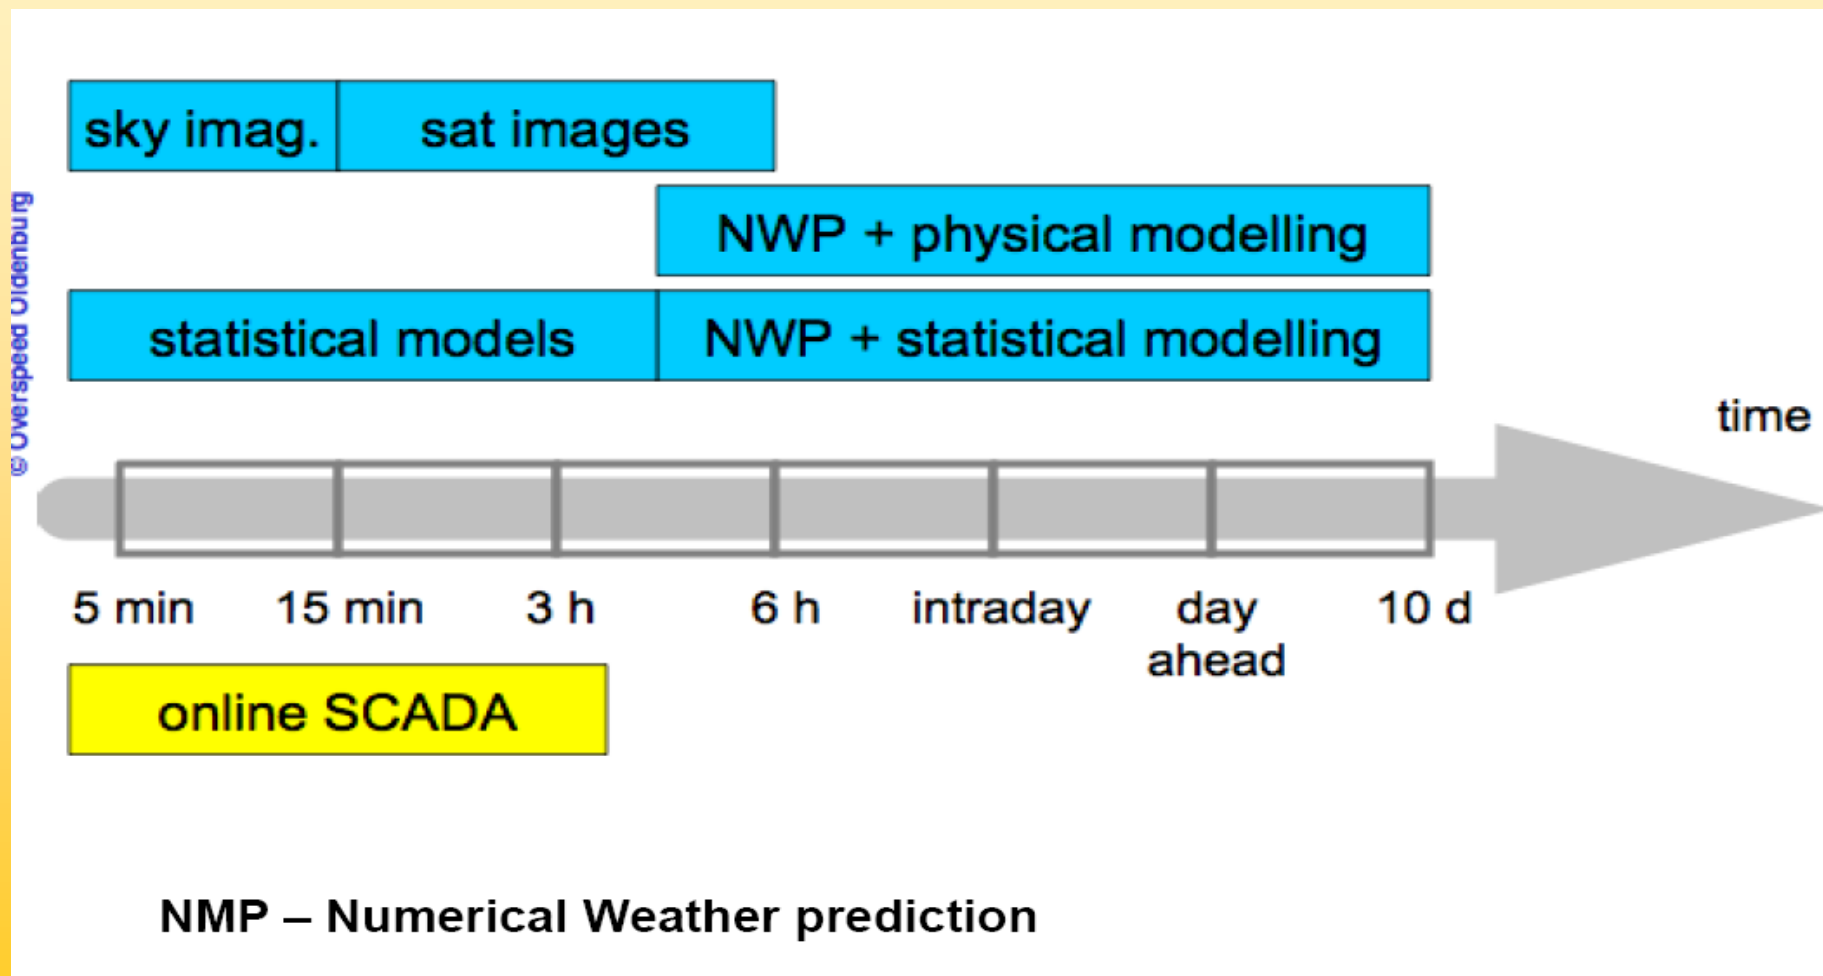 sky imag.
sat images
NWP + physical modelling
statistical models
NWP + statistical modelling
© Overspeed Oldenburg
time
5 min
15 min
3 h
6 h
intraday
day
ahead
10 d
online SCADA
NMP – Numerical Weather prediction